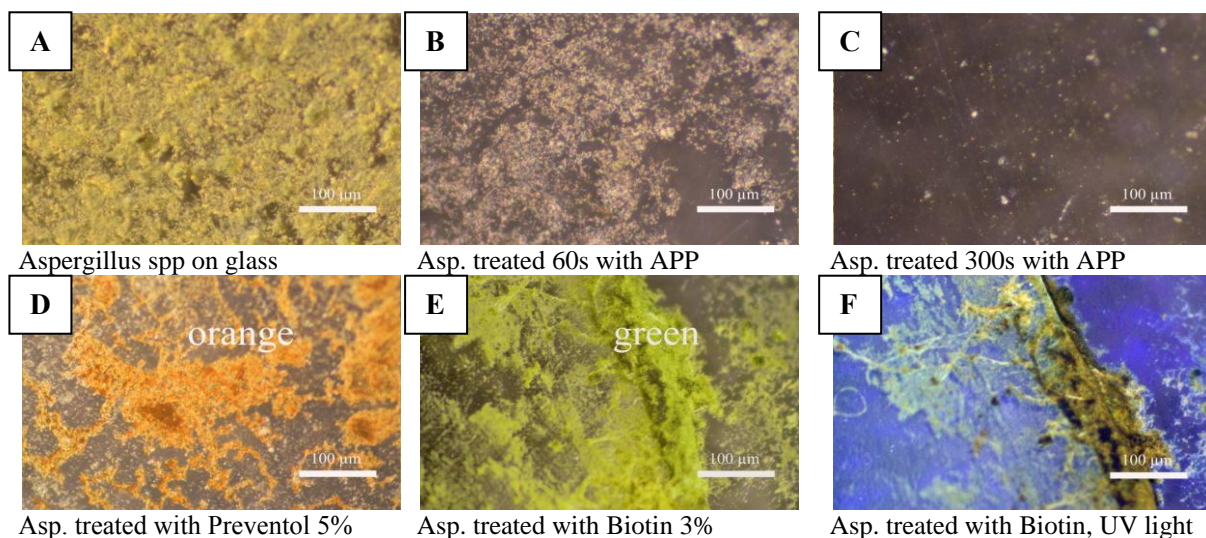 A
B
C
100 µm
100 µm
100 µm
Aspergillus spp on glass
Asp. treated 60s with APP
Asp. treated 300s with APP
D
E
F
orange
green
100 µm
100 µm
100 µm
Asp. treated with Preventol 5%
Asp. treated with Biotin 3%
Asp. treated with Biotin, UV light